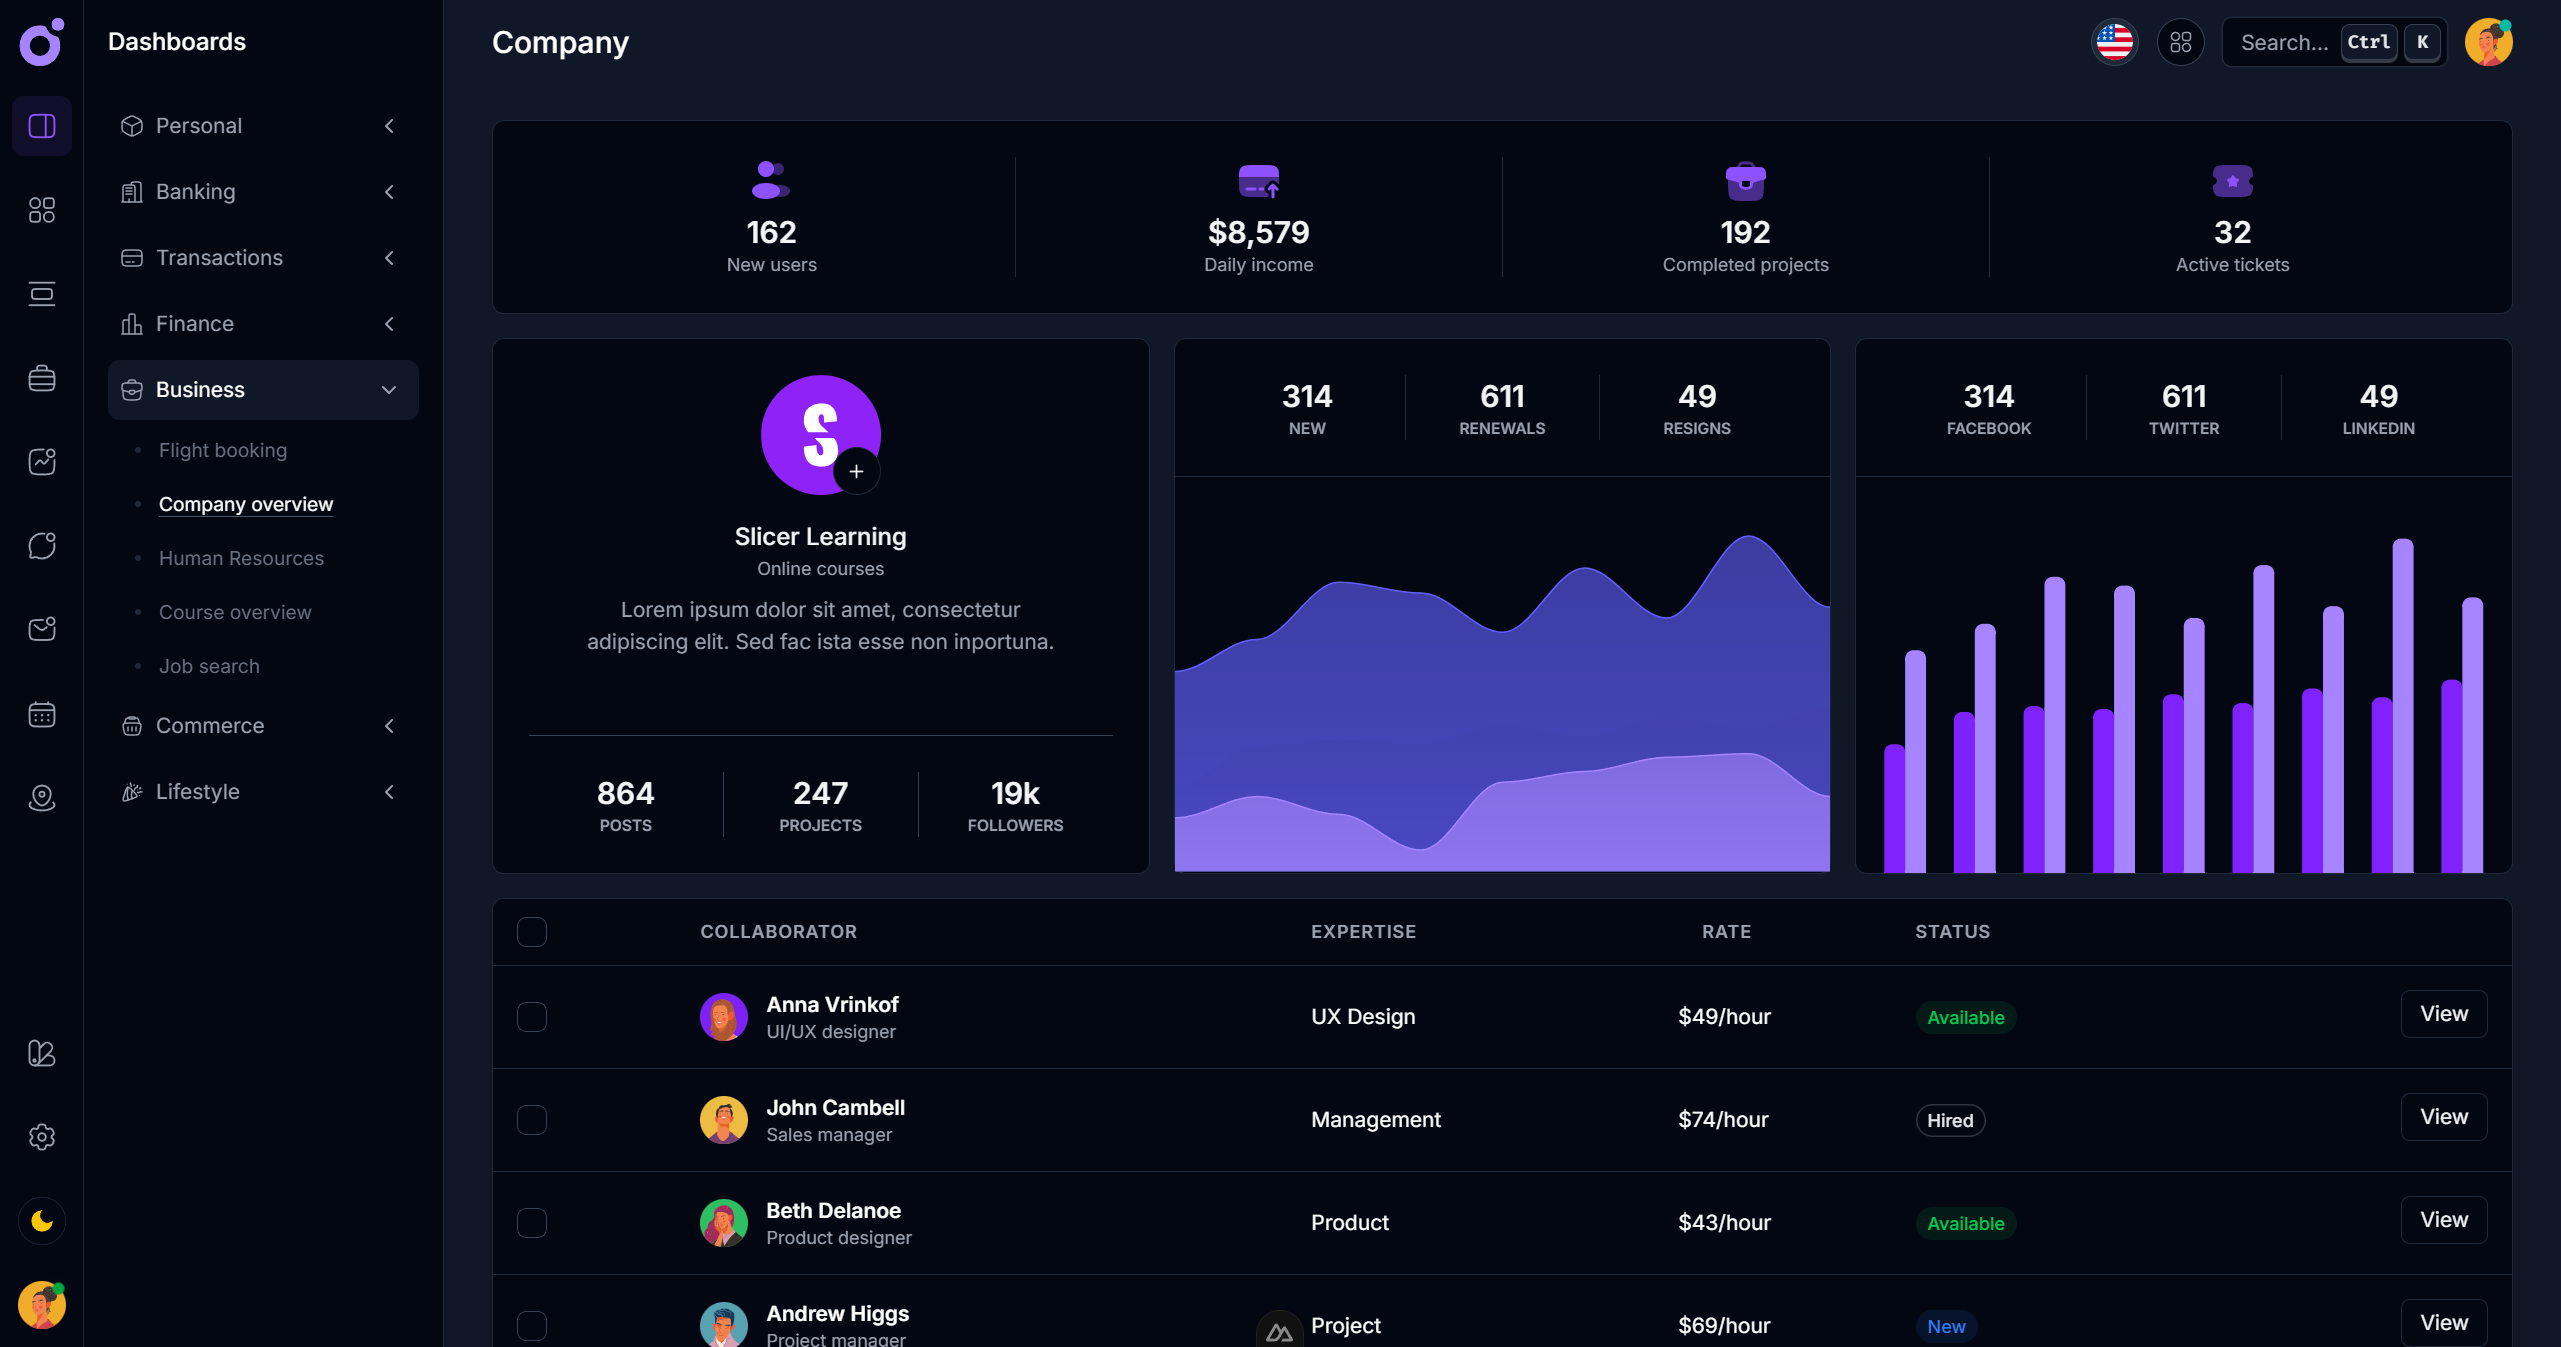 Dashboards
Personal
Banking
Transactions
Finance
Business
Flight booking
Company overview
Human Resources
Course overview
Job search
Commerce
Lifestyle
Company
Search... Ctrl K
162
New users
$8,579
Daily income
192
Completed projects
32
Active tickets
S
+
Slicer Learning
Online courses
Lorem ipsum dolor sit amet, consectetur
adipiscing elit. Sed fac ista esse non inportuna.
864
POSTS
247
PROJECTS
19k
FOLLOWERS
314
NEW
611
RENEWALS
49
RESIGNS
314
FACEBOOK
611
TWITTER
49
LINKEDIN
COLLABORATOR EXPERTISE RATE STATUS
Anna Vrinkof
UI/UX designer
UX Design
$49/hour
Available
View
John Cambell
Sales manager
Management
$74/hour
Hired
View
Beth Delanoe
Product designer
Product
$43/hour
Available
View
Andrew Higgs
Project manager
Project
$69/hour
New
View